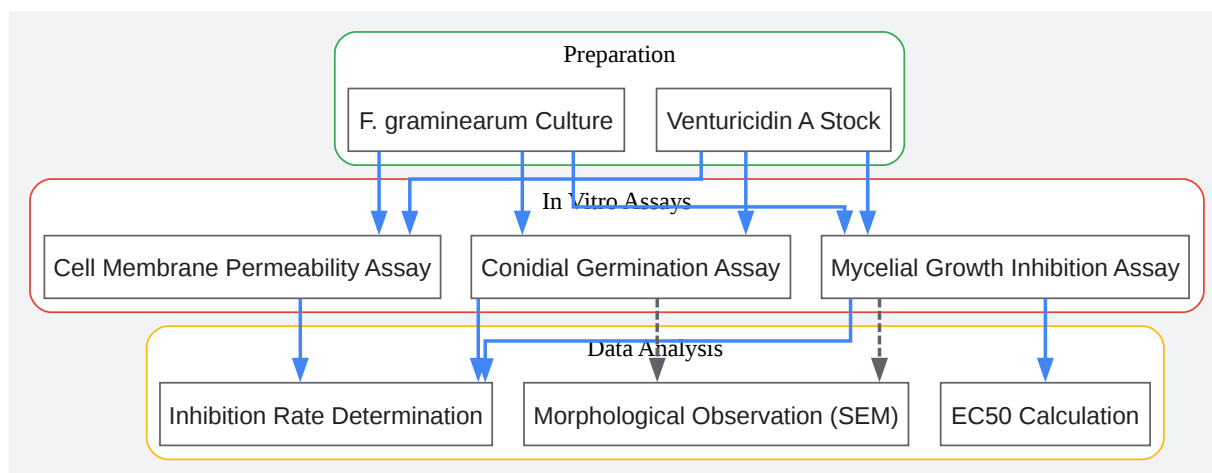 Preparation
F. graminearum Culture
Venturicidin A Stock
In Vitro Assays
Cell Membrane Permeability Assay
Conidial Germination Assay
Mycelial Growth Inhibition Assay
Data Analysis
Inhibition Rate Determination
Morphological Observation (SEM)
EC50 Calculation